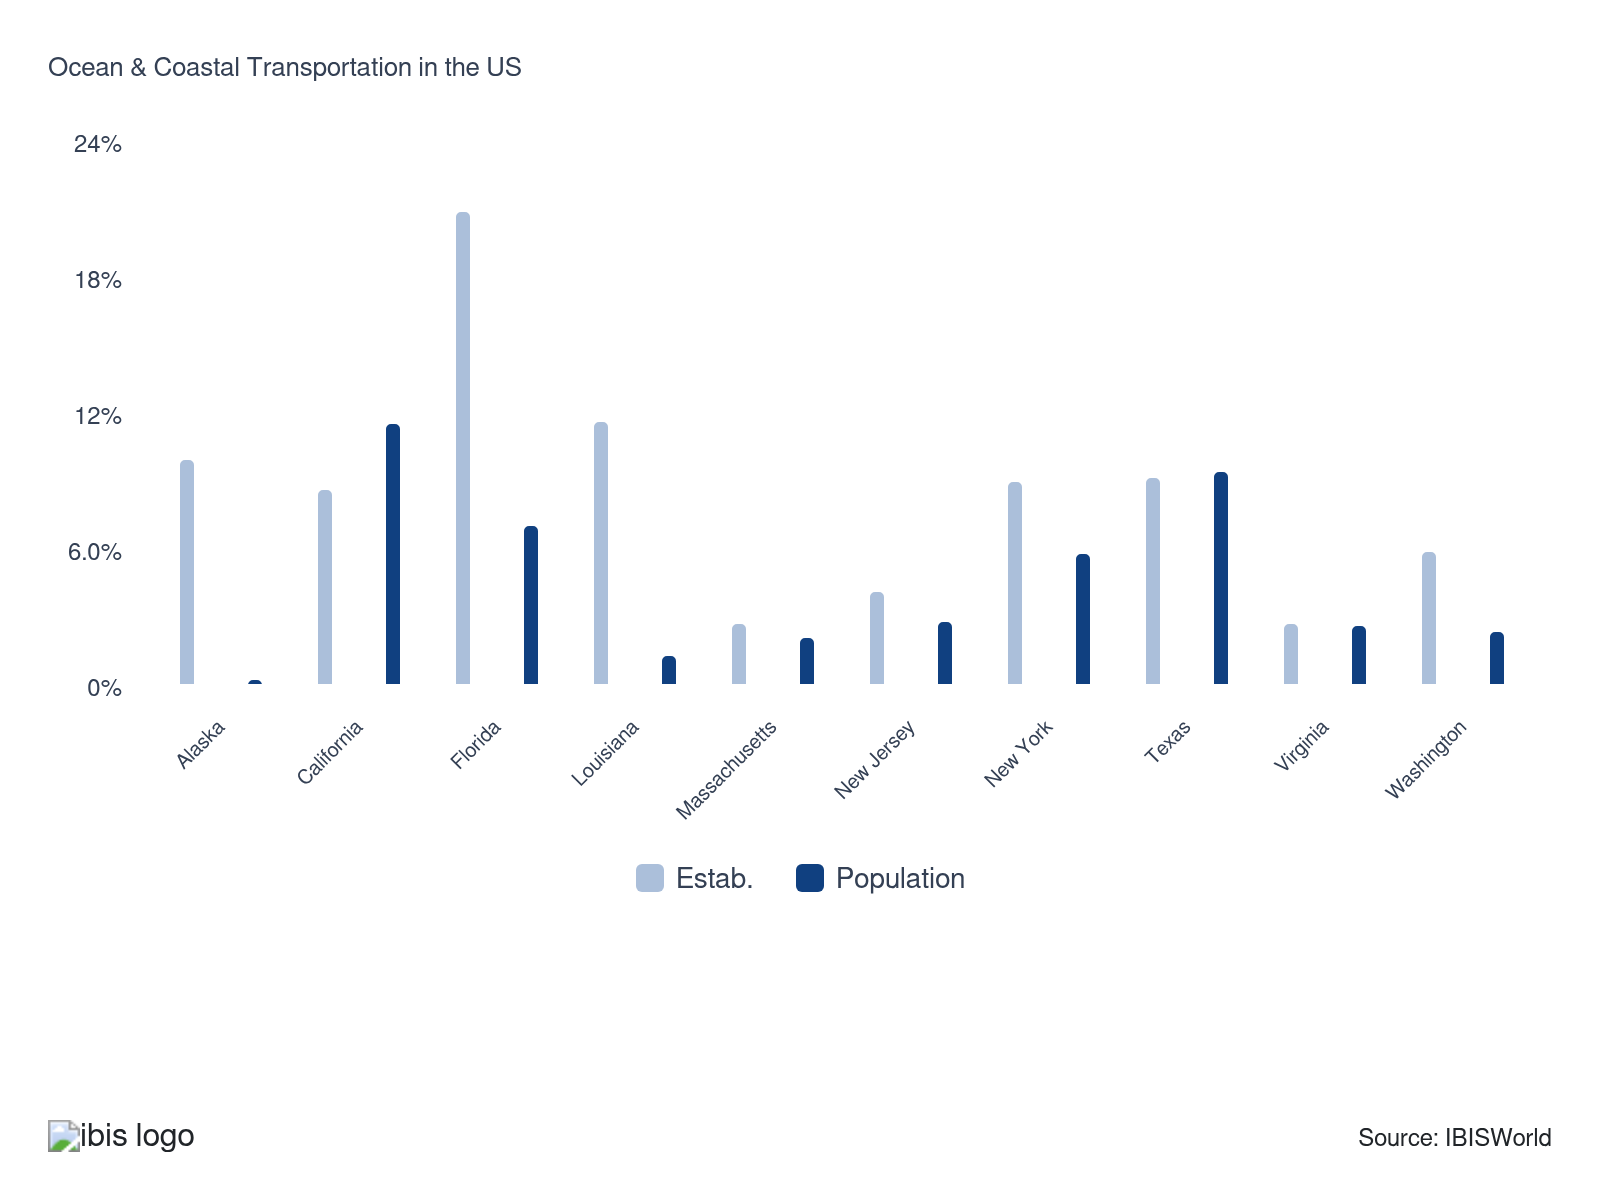 Ocean & Coastal Transportation in the US
24%
18%
12%
6.0%
0%
Alaska
California
Florida
Louisiana
Massachusetts
New Jersey
New York
Texas
Virginia
Washington
Estab.
Population
ibis logo
Source: IBISWorld